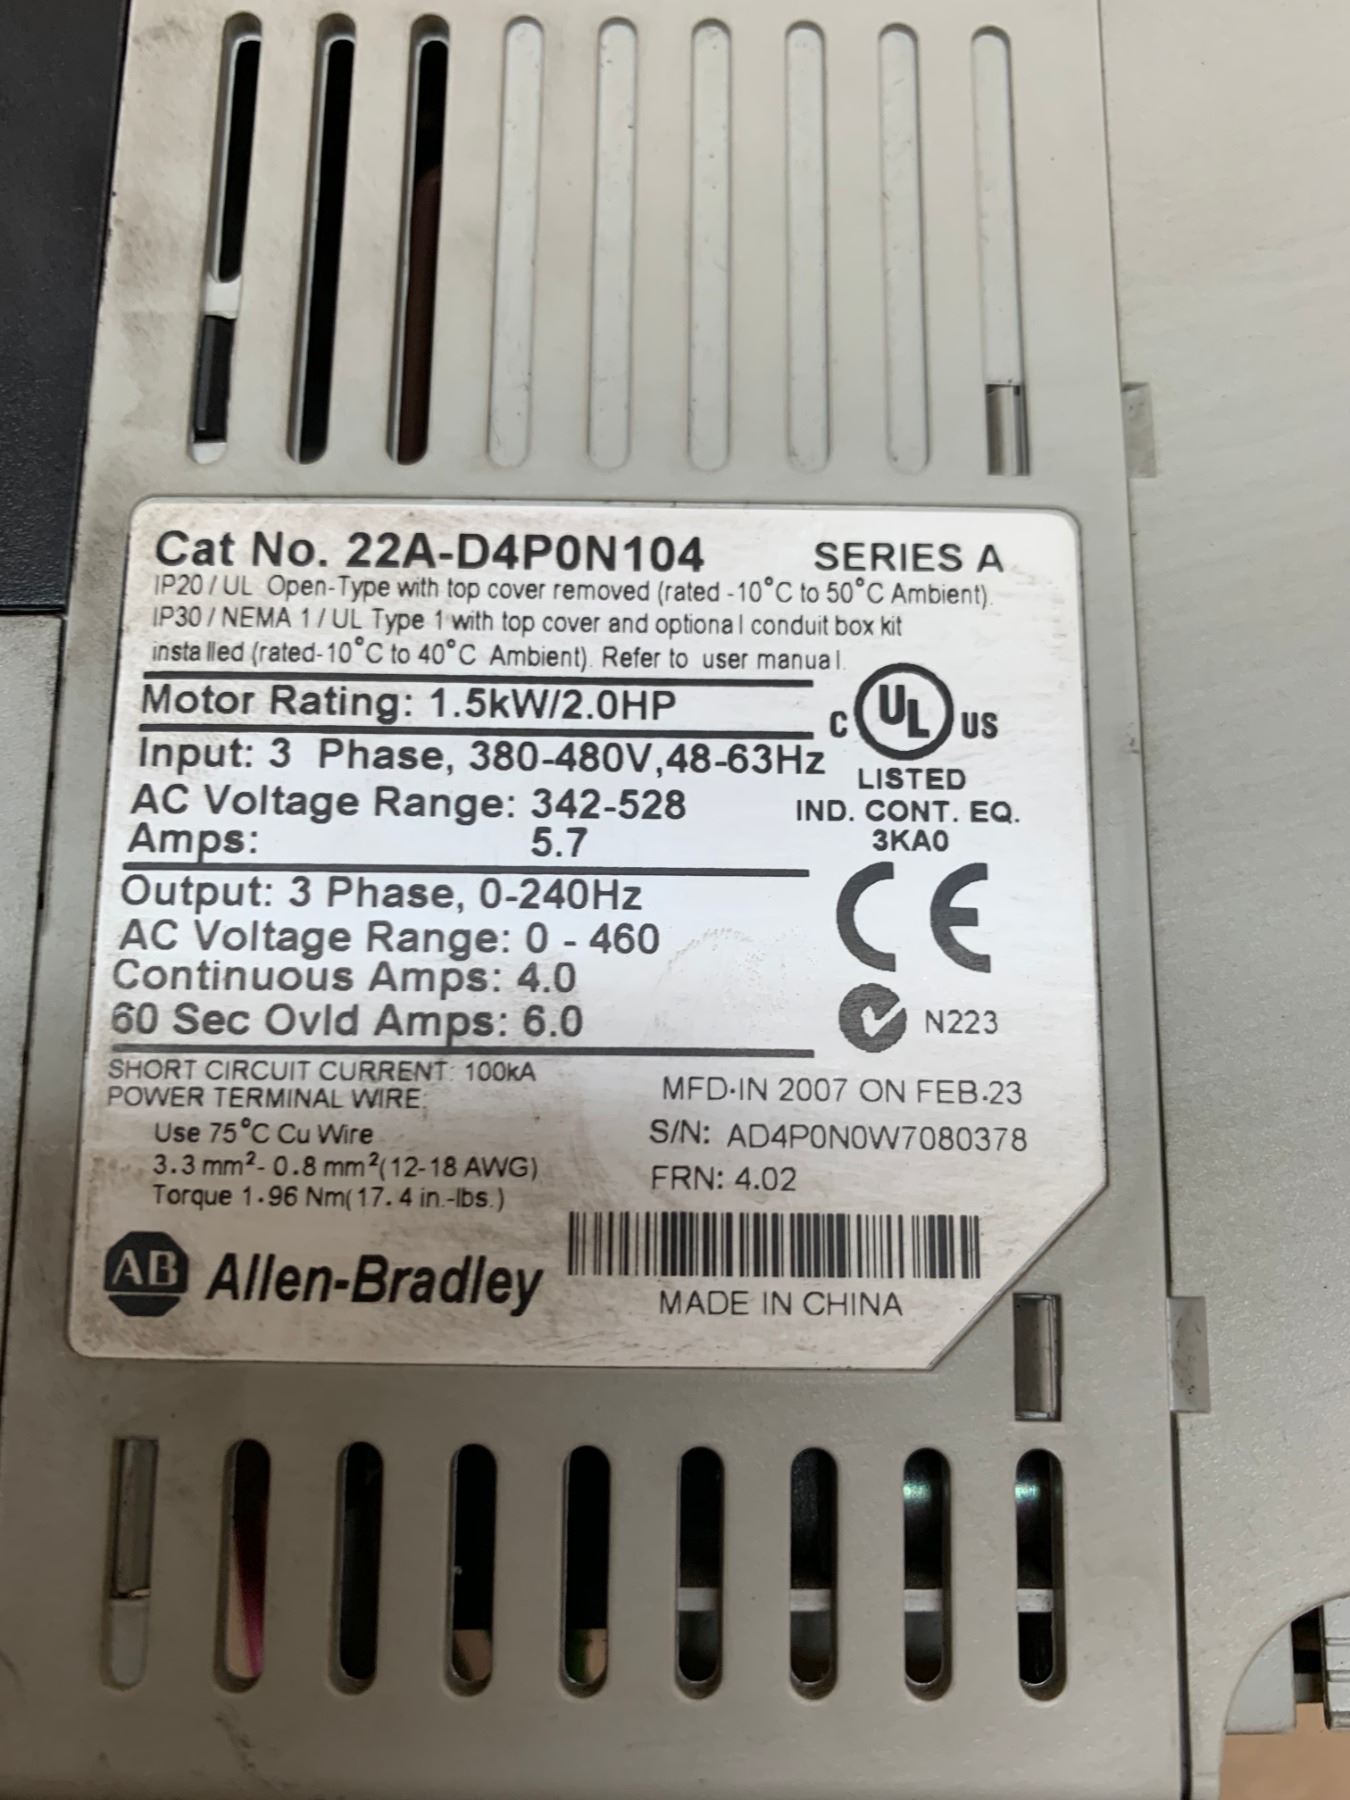 Cat No. 22A-D4P0N104 SERIES A
IP20 / UL Open-Type with top cover removed (rated -10°C to 50°C Ambient).
IP30 / NEMA 1 / UL Type 1 with top cover and optional conduit box kit
installed (rated-10°C to 40°C Ambient). Refer to user manual.
Motor Rating: 1.5kW/2.0HP
C UL US
Input: 3 Phase, 380-480V,48-63Hz
LISTED
AC Voltage Range: 342-528
IND. CONT. EQ.
Amps: 5.7
3KA0
CE
Output: 3 Phase, 0-240Hz
AC Voltage Range: 0 - 460
Continuous Amps: 4.0
60 Sec Ovld Amps: 6.0
N223
SHORT CIRCUIT CURRENT: 100kA
POWER TERMINAL WIRE:
Use 75°C Cu Wire
3.3 mm²- 0.8 mm²(12-18 AWG)
Torque 1.96 Nm(17.4 in.-lbs.)
MFD.IN 2007 ON FEB.23
S/N: AD4P0N0W7080378
FRN: 4.02
AB Allen-Bradley
MADE IN CHINA